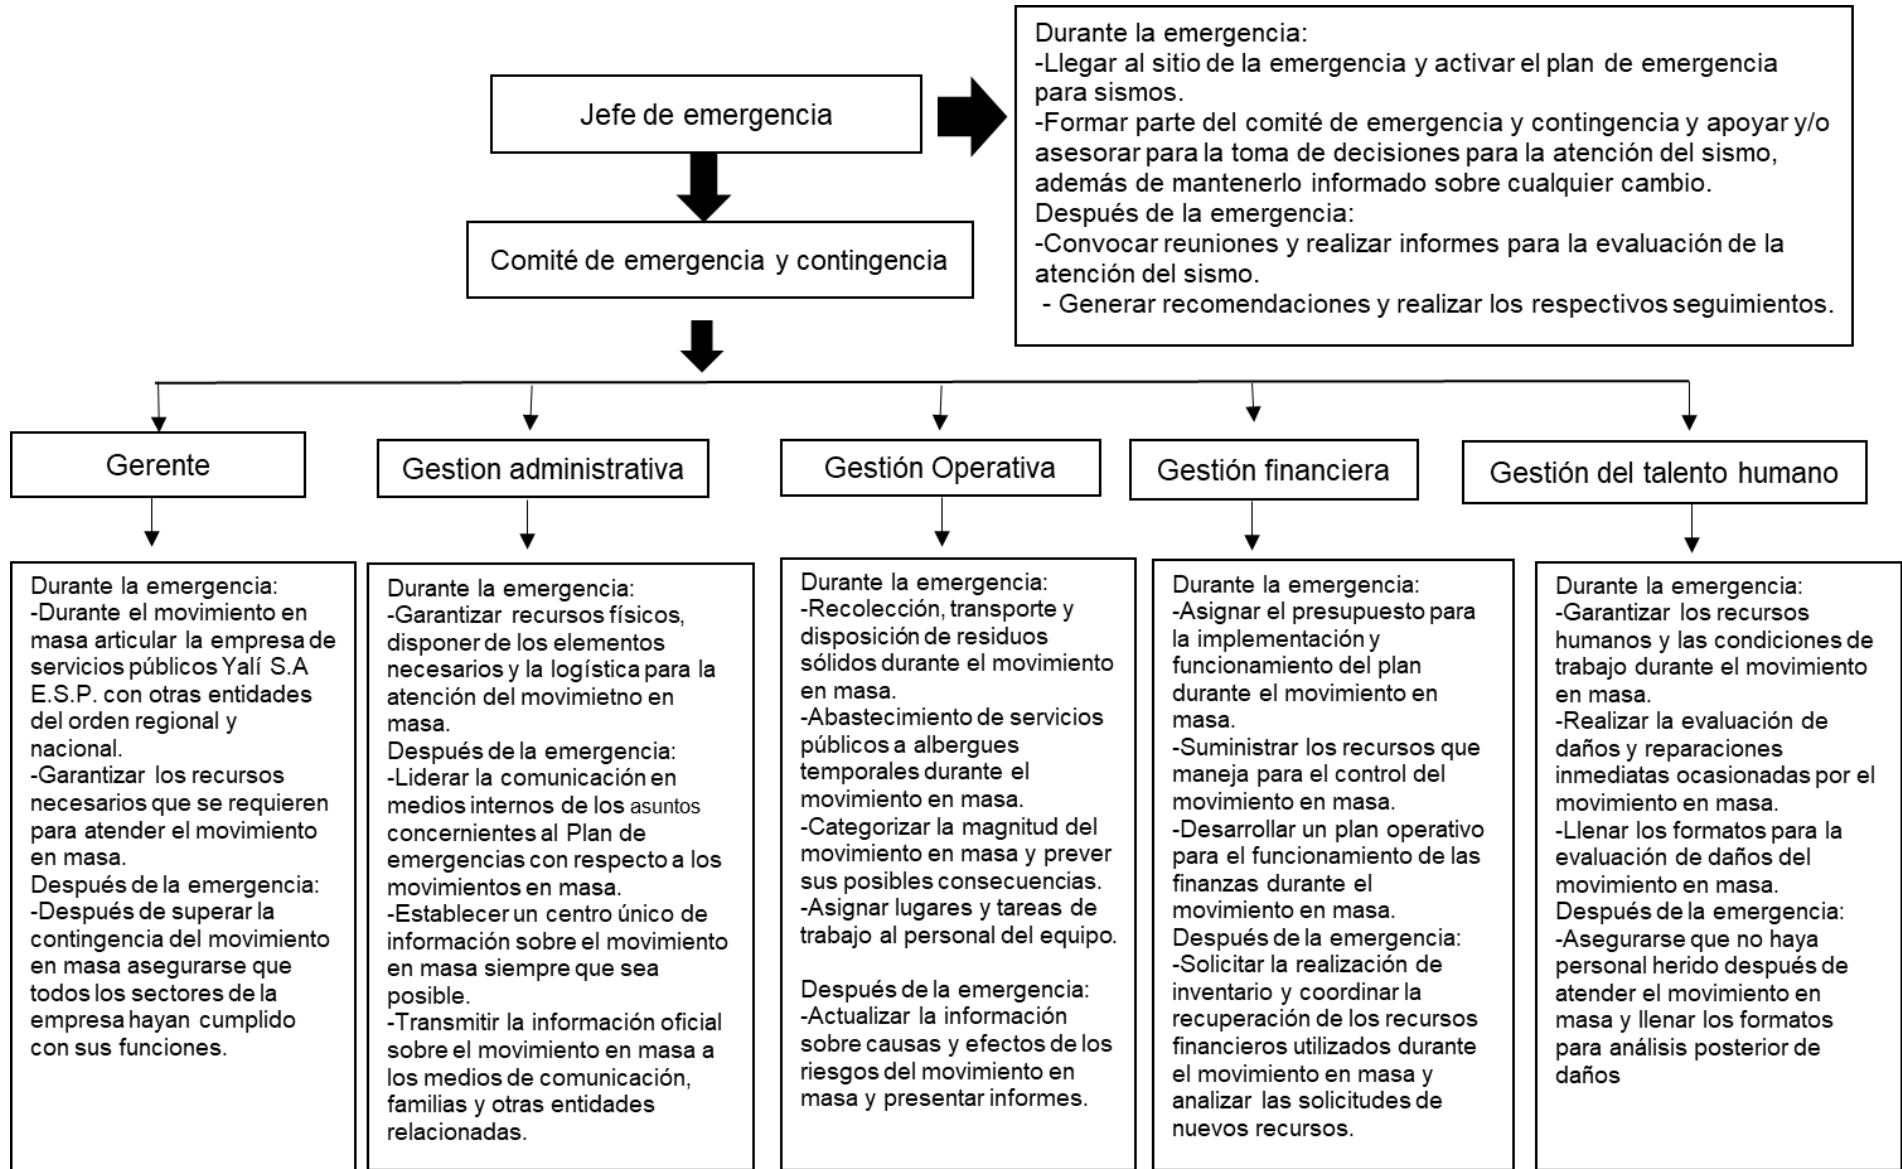 Jefe de emergencia
Durante la emergencia:
-Llegar al sitio de la emergencia y activar el plan de emergencia
para sismos.
-Formar parte del comité de emergencia y contingencia y apoyar y/o
asesorar para la toma de decisiones para la atención del sismo,
además de mantenerlo informado sobre cualquier cambio.
Después de la emergencia:
-Convocar reuniones y realizar informes para la evaluación de la
atención del sismo.
- Generar recomendaciones y realizar los respectivos seguimientos.
Comité de emergencia y contingencia
Gerente
Gestion administrativa
Gestión Operativa
Gestión financiera
Gestión del talento humano
Durante la emergencia:
-Durante el movimiento en
masa articular la empresa de
servicios públicos Yalí S.A
E.S.P. con otras entidades
del orden regional y
nacional.
-Garantizar los recursos
necesarios que se requieren
para atender el movimiento
en masa.
Después de la emergencia:
-Después de superar la
contingencia del movimiento
en masa asegurarse que
todos los sectores de la
empresa hayan cumplido
con sus funciones.
Durante la emergencia:
-Garantizar recursos físicos,
disponer de los elementos
necesarios y la logística para la
atención del movimietno en
masa.
Después de la emergencia:
-Liderar la comunicación en
medios internos de los asuntos
concernientes al Plan de
emergencias con respecto a los
movimientos en masa.
-Establecer un centro único de
información sobre el movimiento
en masa siempre que sea
posible.
-Transmitir la información oficial
sobre el movimiento en masa a
los medios de comunicación,
familias y otras entidades
relacionadas.
Durante la emergencia:
-Recolección, transporte y
disposición de residuos
sólidos durante el movimiento
en masa.
-Abastecimiento de servicios
públicos a albergues
temporales durante el
movimiento en masa.
-Categorizar la magnitud del
movimiento en masa y prever
sus posibles consecuencias.
-Asignar lugares y tareas de
trabajo al personal del equipo.
Después de la emergencia:
-Actualizar la información
sobre causas y efectos de los
riesgos del movimiento en
masa y presentar informes.
Durante la emergencia:
-Asignar el presupuesto para
la implementación y
funcionamiento del plan
durante el movimiento en
masa.
-Suministrar los recursos que
maneja para el control del
movimiento en masa.
-Desarrollar un plan operativo
para el funcionamiento de las
finanzas durante el
movimiento en masa.
Después de la emergencia:
-Solicitar la realización de
inventario y coordinar la
recuperación de los recursos
financieros utilizados durante
el movimiento en masa y
analizar las solicitudes de
nuevos recursos.
Durante la emergencia:
-Garantizar los recursos
humanos y las condiciones de
trabajo durante el movimiento
en masa.
-Realizar la evaluación de
daños y reparaciones
inmediatas ocasionadas por el
movimiento en masa.
-Llenar los formatos para la
evaluación de daños del
movimiento en masa.
Después de la emergencia:
-Asegurarse que no haya
personal herido después de
atender el movimiento en
masa y llenar los formatos
para análisis posterior de
daños